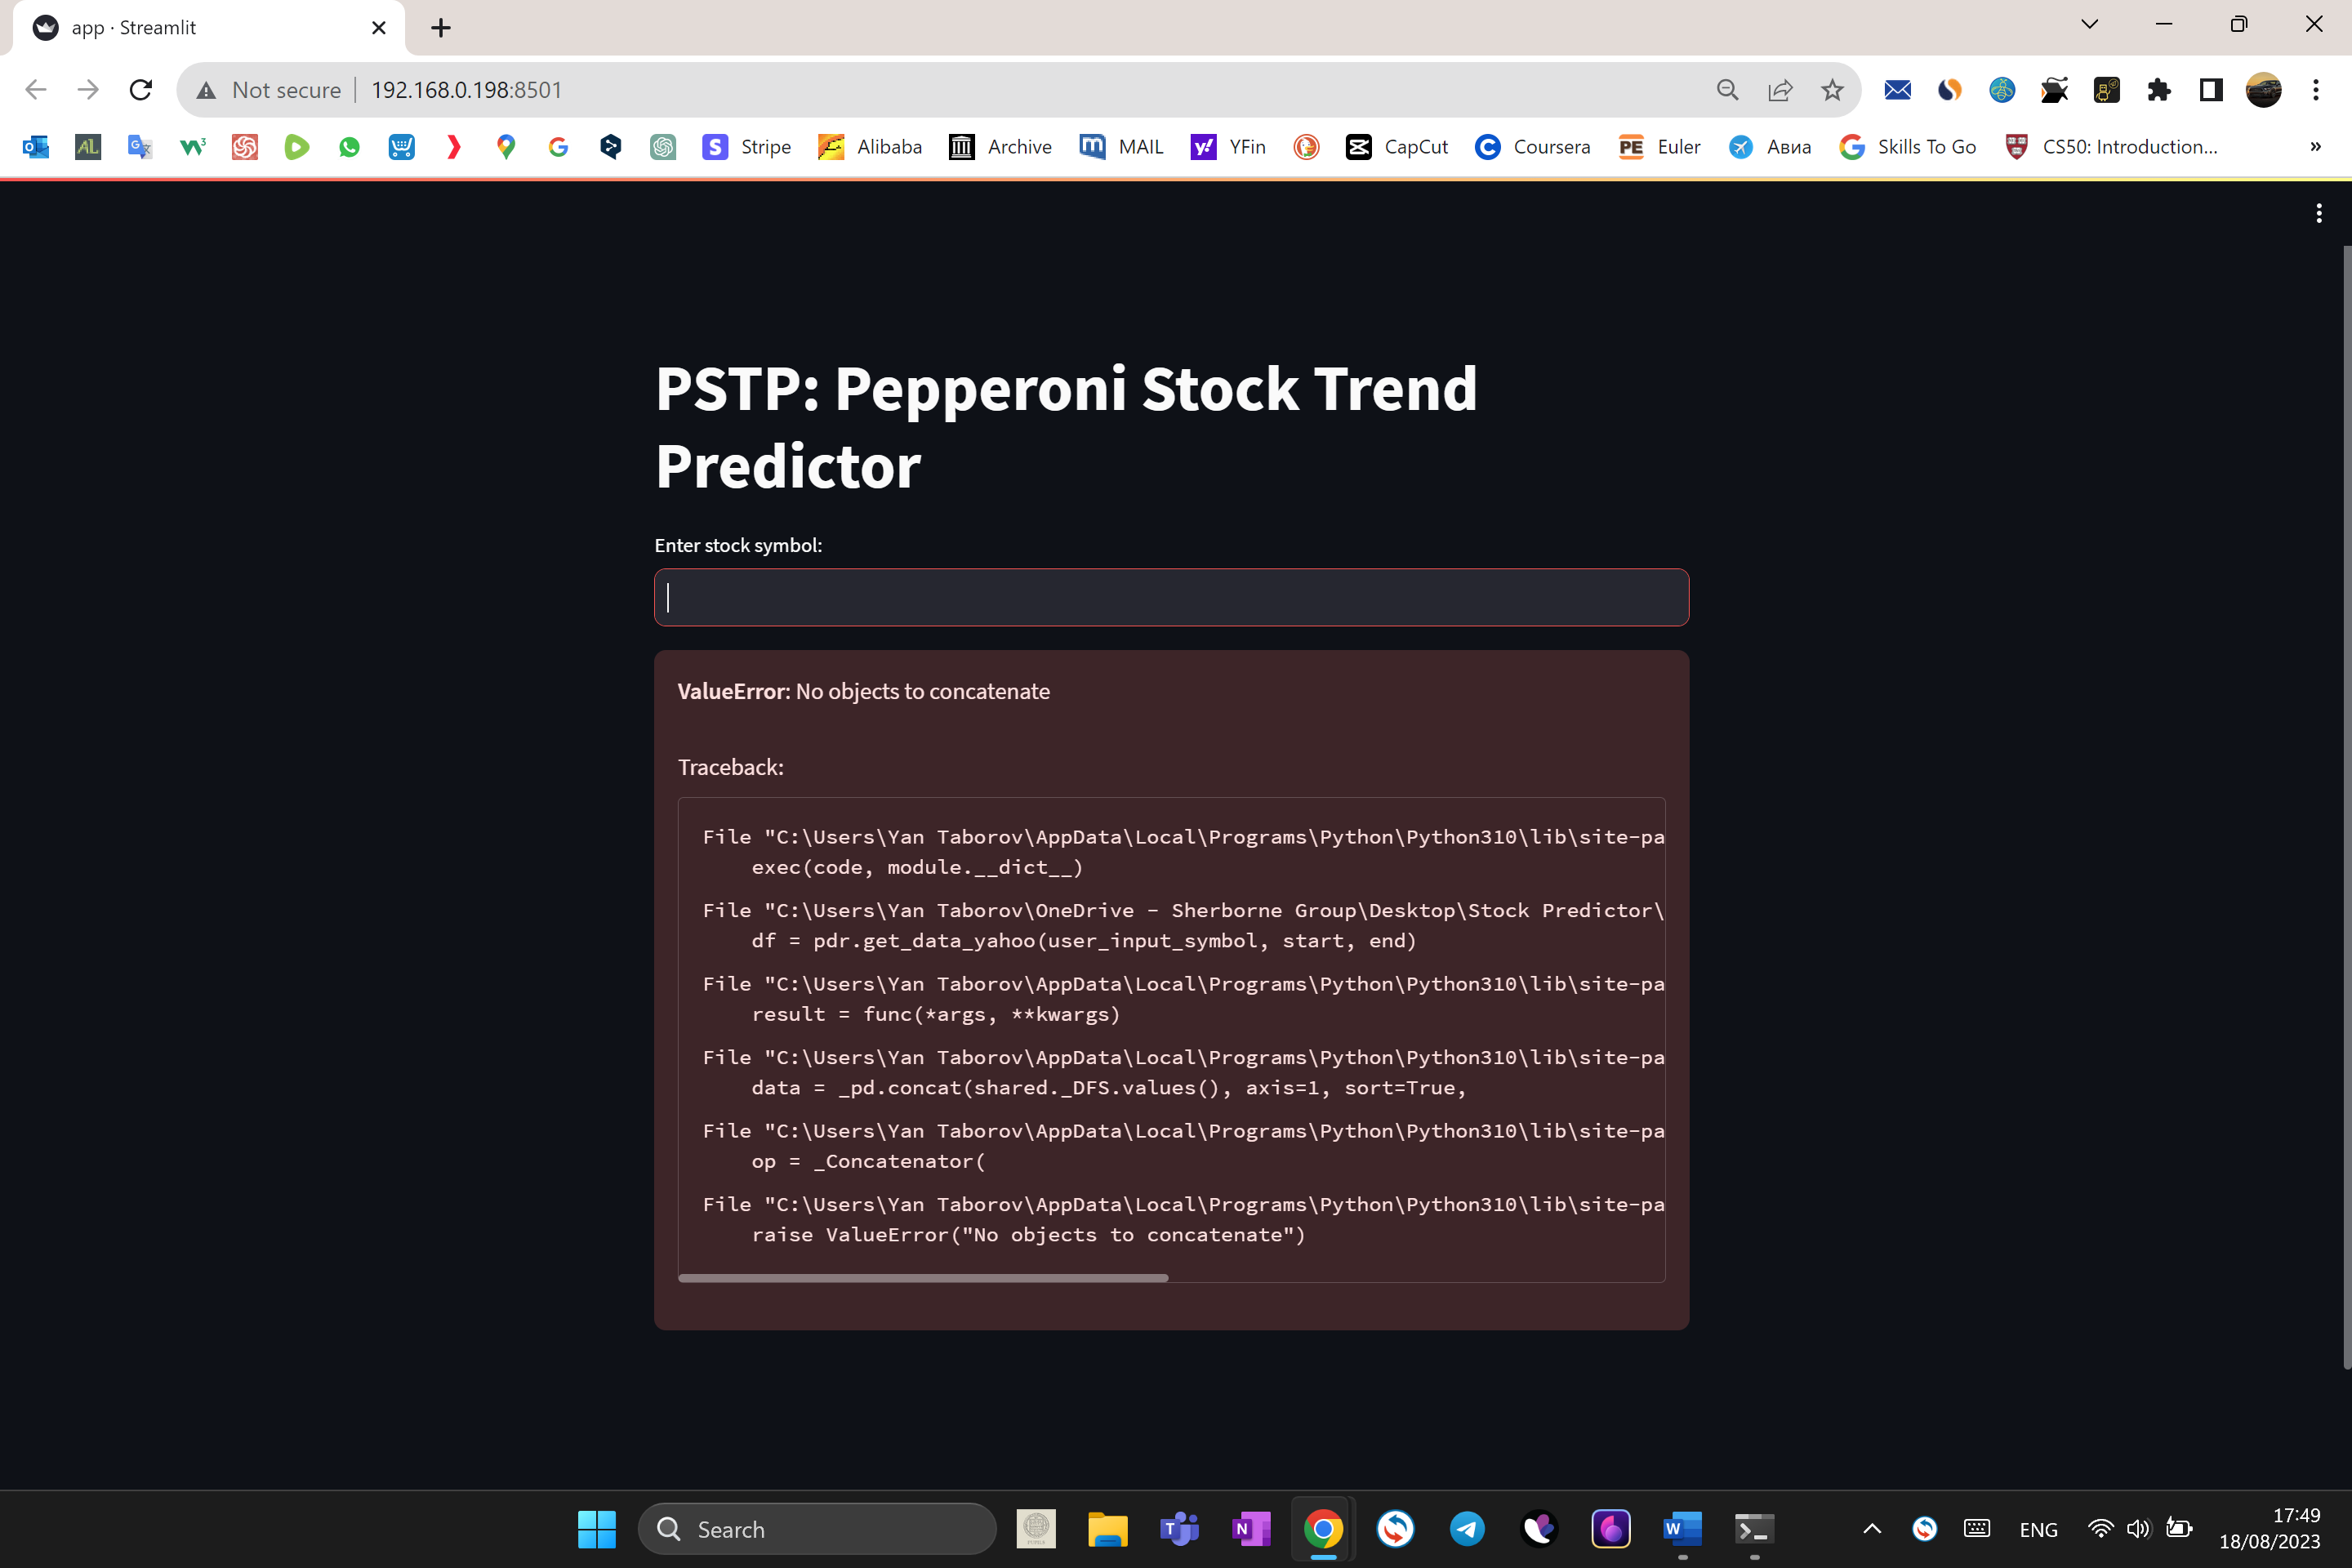 app · Streamlit
Not secure
192.168.0.198:8501
AL
Stripe
Alibaba
Archive
MAIL
YFin
CapCut
Coursera
PE
Euler
Авиа
Skills To Go
CS50: Introduction...
»
PSTP: Pepperoni Stock Trend
Predictor
Enter stock symbol:
ValueError: No objects to concatenate
Traceback:
File "C:\Users\Yan Taborov\AppData\Local\Programs\Python\Python310\lib\site-pa
exec(code, module.__dict__)
File "C:\Users\Yan Taborov\OneDrive - Sherborne Group\Desktop\Stock Predictor\
df = pdr.get_data_yahoo(user_input_symbol, start, end)
File "C:\Users\Yan Taborov\AppData\Local\Programs\Python\Python310\lib\site-pa
result = func(*args, **kwargs)
File "C:\Users\Yan Taborov\AppData\Local\Programs\Python\Python310\lib\site-pa
data = _pd.concat(shared._DFS.values(), axis=1, sort=True,
File "C:\Users\Yan Taborov\AppData\Local\Programs\Python\Python310\lib\site-pa
op = _Concatenator(
File "C:\Users\Yan Taborov\AppData\Local\Programs\Python\Python310\lib\site-pa
raise ValueError("No objects to concatenate")
Search
ENG
17:49
18/08/2023